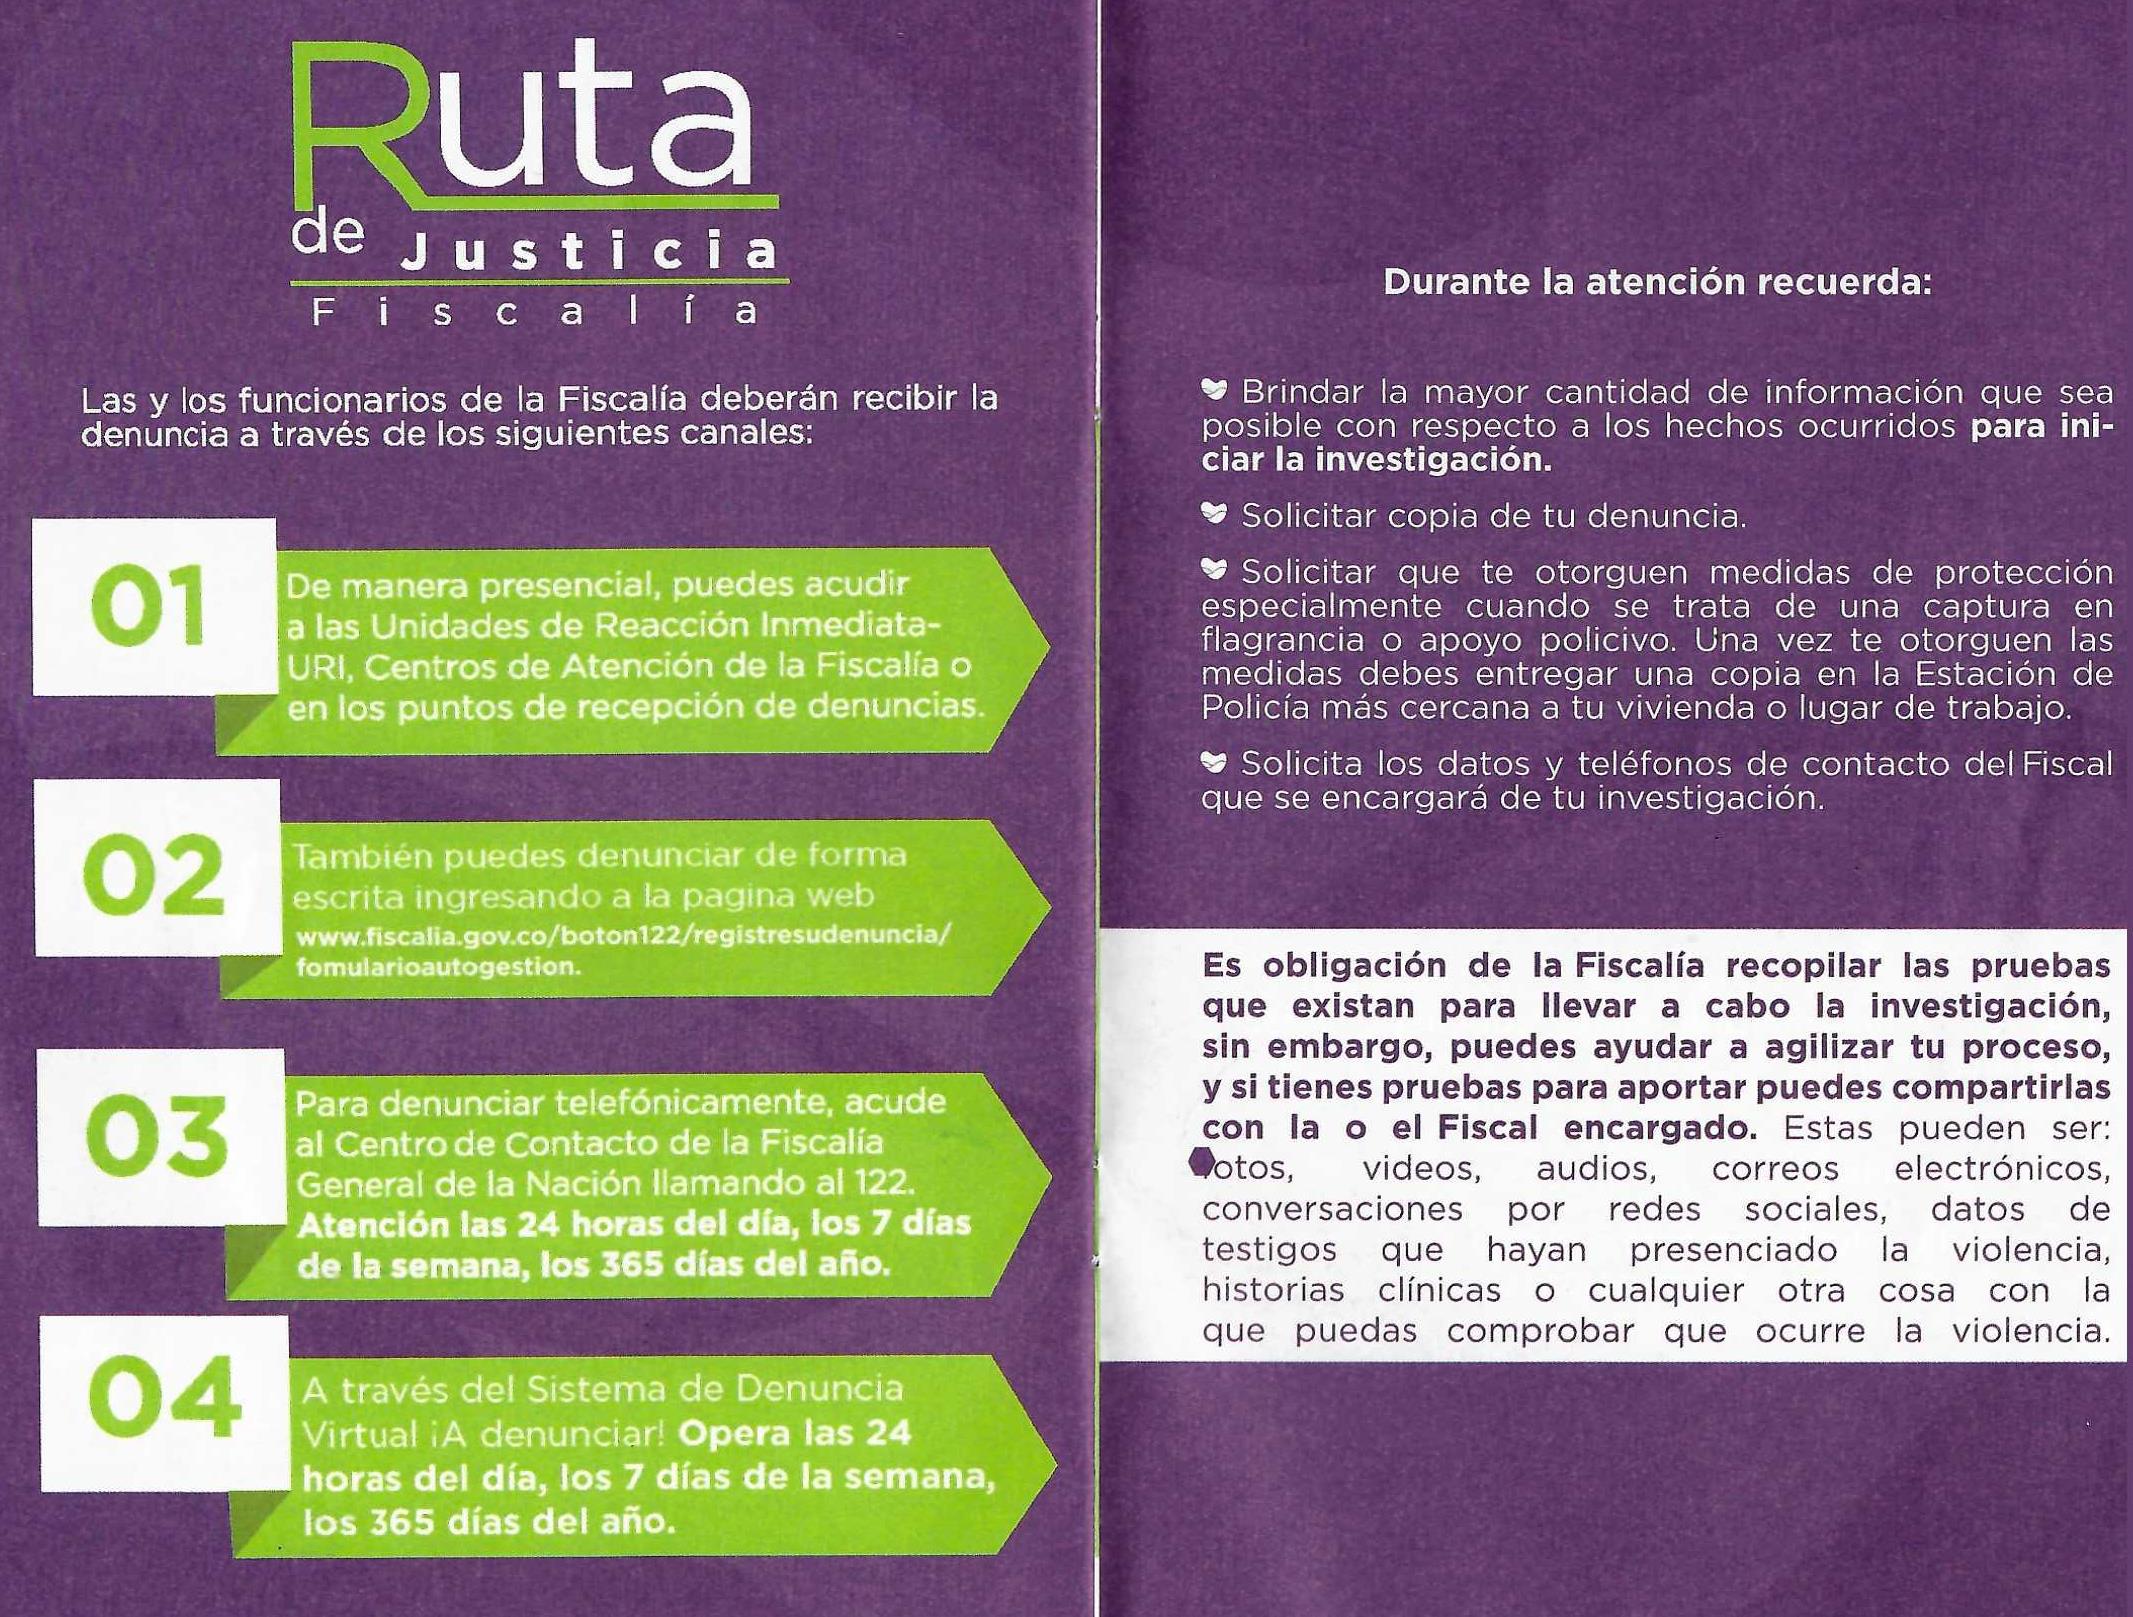 Ruta
de Justicia
Fiscalía
Las y los funcionarios de la Fiscalía deberán recibir la
denuncia a través de los siguientes canales:
01
De manera presencial, puedes acudir
a las Unidades de Reacción Inmediata-
URI, Centros de Atención de la Fiscalía o
en los puntos de recepción de denuncias.
02
También puedes denunciar de forma
escrita ingresando a la pagina web
www.fiscalia.gov.co/boton122/registresudenuncia/
fomularioautogestion.
03
Para denunciar telefónicamente, acude
al Centro de Contacto de la Fiscalía
General de la Nación llamando al 122.
Atención las 24 horas del día, los 7 días
de la semana, los 365 días del año.
04
A través del Sistema de Denuncia
Virtual ¡A denunciar! Opera las 24
horas del día, los 7 días de la semana,
los 365 días del año.
Durante la atención recuerda:
Brindar la mayor cantidad de información que sea
posible con respecto a los hechos ocurridos para ini-
ciar la investigación.
Solicitar copia de tu denuncia.
Solicitar que te otorguen medidas de protección
especialmente cuando se trata de una captura en
flagrancia o apoyo policivo. Una vez te otorguen las
medidas debes entregar una copia en la Estación de
Policía más cercana a tu vivienda o lugar de trabajo.
Solicita los datos y teléfonos de contacto del Fiscal
que se encargará de tu investigación.
Es obligación de la Fiscalía recopilar las pruebas
que existan para llevar a cabo la investigación,
sin embargo, puedes ayudar a agilizar tu proceso,
y si tienes pruebas para aportar puedes compartirlas
con la o el Fiscal encargado. Estas pueden ser:
otos, videos, audios, correos electrónicos,
conversaciones por redes sociales, datos de
testigos que hayan presenciado la violencia,
historias clínicas o cualquier otra cosa con la
que puedas comprobar que ocurre la violencia.